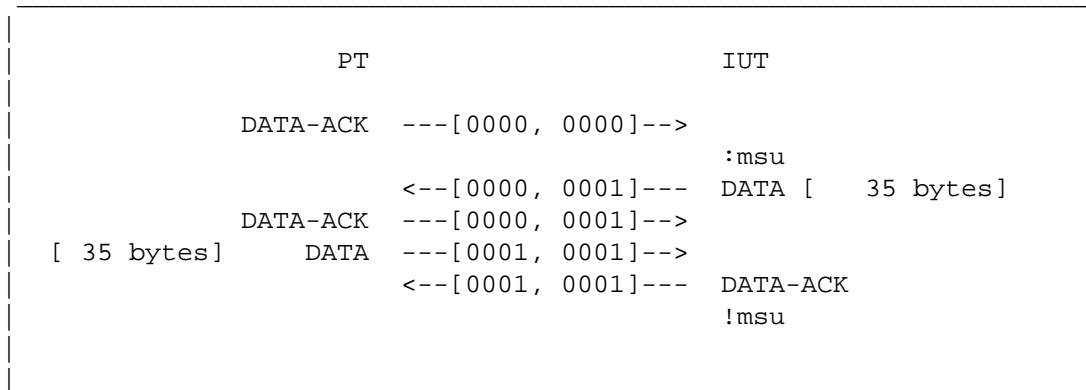 PT IUT
DATA-ACK ---[0000, 0000]-->
:msu
<--[0000, 0001]--- DATA [ 35 bytes]
DATA-ACK ---[0000, 0001]-->
[ 35 bytes] DATA ---[0001, 0001]-->
<--[0001, 0001]--- DATA-ACK
!msu